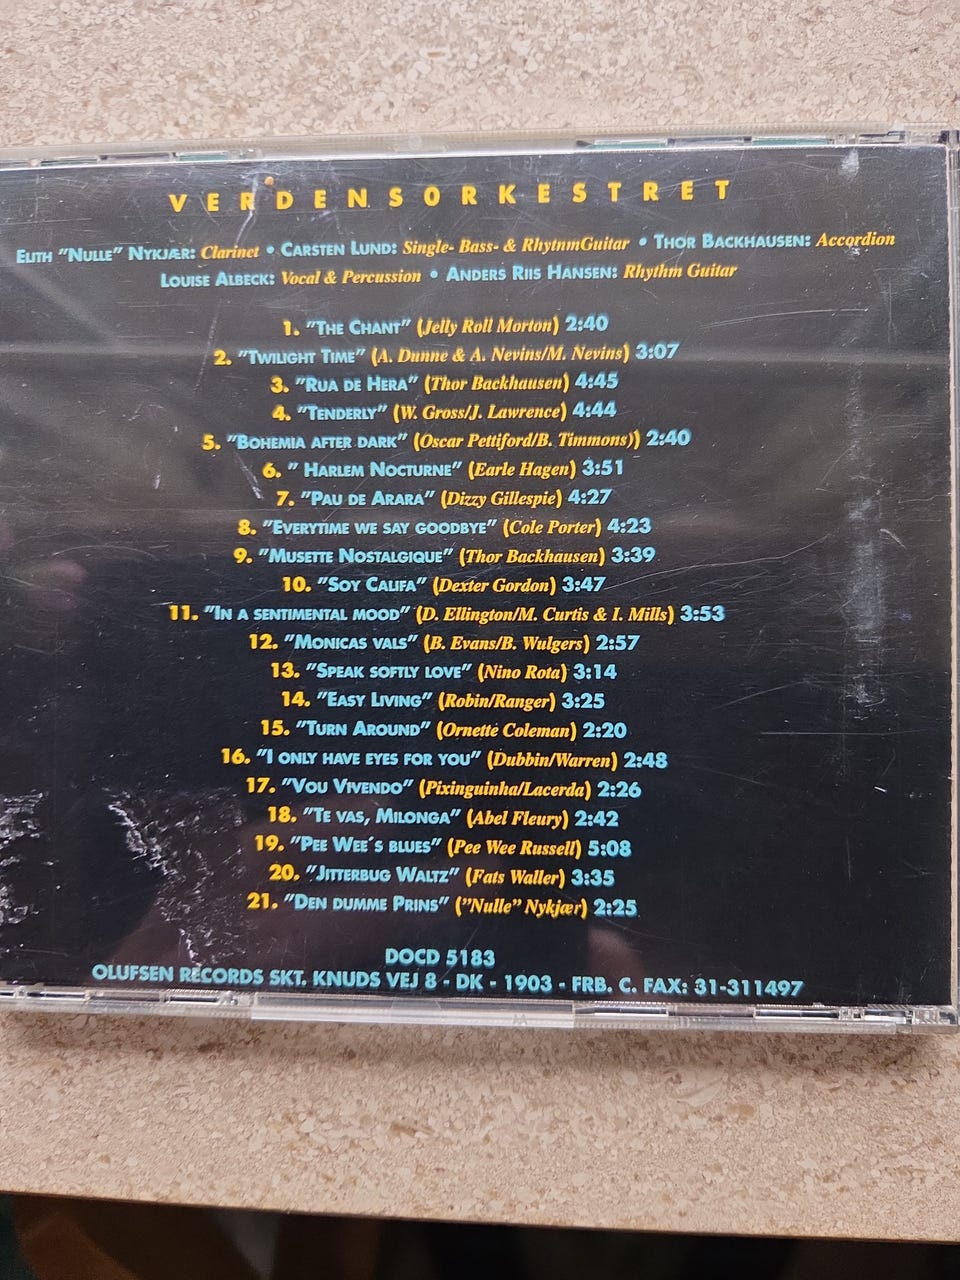 VERDENSORKESTRET
ELITH "NULLE" NYKJÆR: Clarinet • CARSTEN LUND: Single- Bass- & RhytnmGuitar • THOR BACKHAUSEN: Accordion
LOUISE ALBECK: Vocal & Percussion • ANDERS RIIS HANSEN: Rhythm Guitar
1. "THE CHANT" (Jelly Roll Morton) 2:40
2. "TWILIGHT TIME" (A. Dunne & A. Nevins/M. Nevins) 3:07
3. "RUA DE HERA" (Thor Backhausen) 4:45
4. "TENDERLY" (W. Gross/J. Lawrence) 4:44
5. "BOHEMIA AFTER DARK" (Oscar Pettiford/B. Timmons)) 2:40
6. " HARLEM NOCTURNE" (Earle Hagen) 3:51
7. "PAU DE ARARA" (Dizzy Gillespie) 4:27
8. "EVERYTIME WE SAY GOODBYE" (Cole Porter) 4:23
9. "MUSETTE NOSTALGIQUE" (Thor Backhausen) 3:39
10. "SOY CALIFA" (Dexter Gordon) 3:47
11. "IN A SENTIMENTAL MOOD" (D. Ellington/M. Curtis & I. Mills) 3:53
12. "MONICAS VALS" (B. Evans/B. Wulgers) 2:57
13. "SPEAK SOFTLY LOVE" (Nino Rota) 3:14
14. "EASY LIVING" (Robin/Ranger) 3:25
15. "TURN AROUND" (Ornette Coleman) 2:20
16. "I ONLY HAVE EYES FOR YOU" (Dubbin/Warren) 2:48
17. "VOU VIVENDO" (Pixinguinha/Lacerda) 2:26
18. "TE VAS, MILONGA" (Abel Fleury) 2:42
19. "PEE WEE´S BLUES" (Pee Wee Russell) 5:08
20. "JITTERBUG WALTZ" (Fats Waller) 3:35
21. "DEN DUMME PRINS" ("Nulle" Nykjær) 2:25
DOCD 5183
OLUFSEN RECORDS SKT. KNUDS VEJ 8 - DK - 1903 - FRB. C. FAX: 31-311497